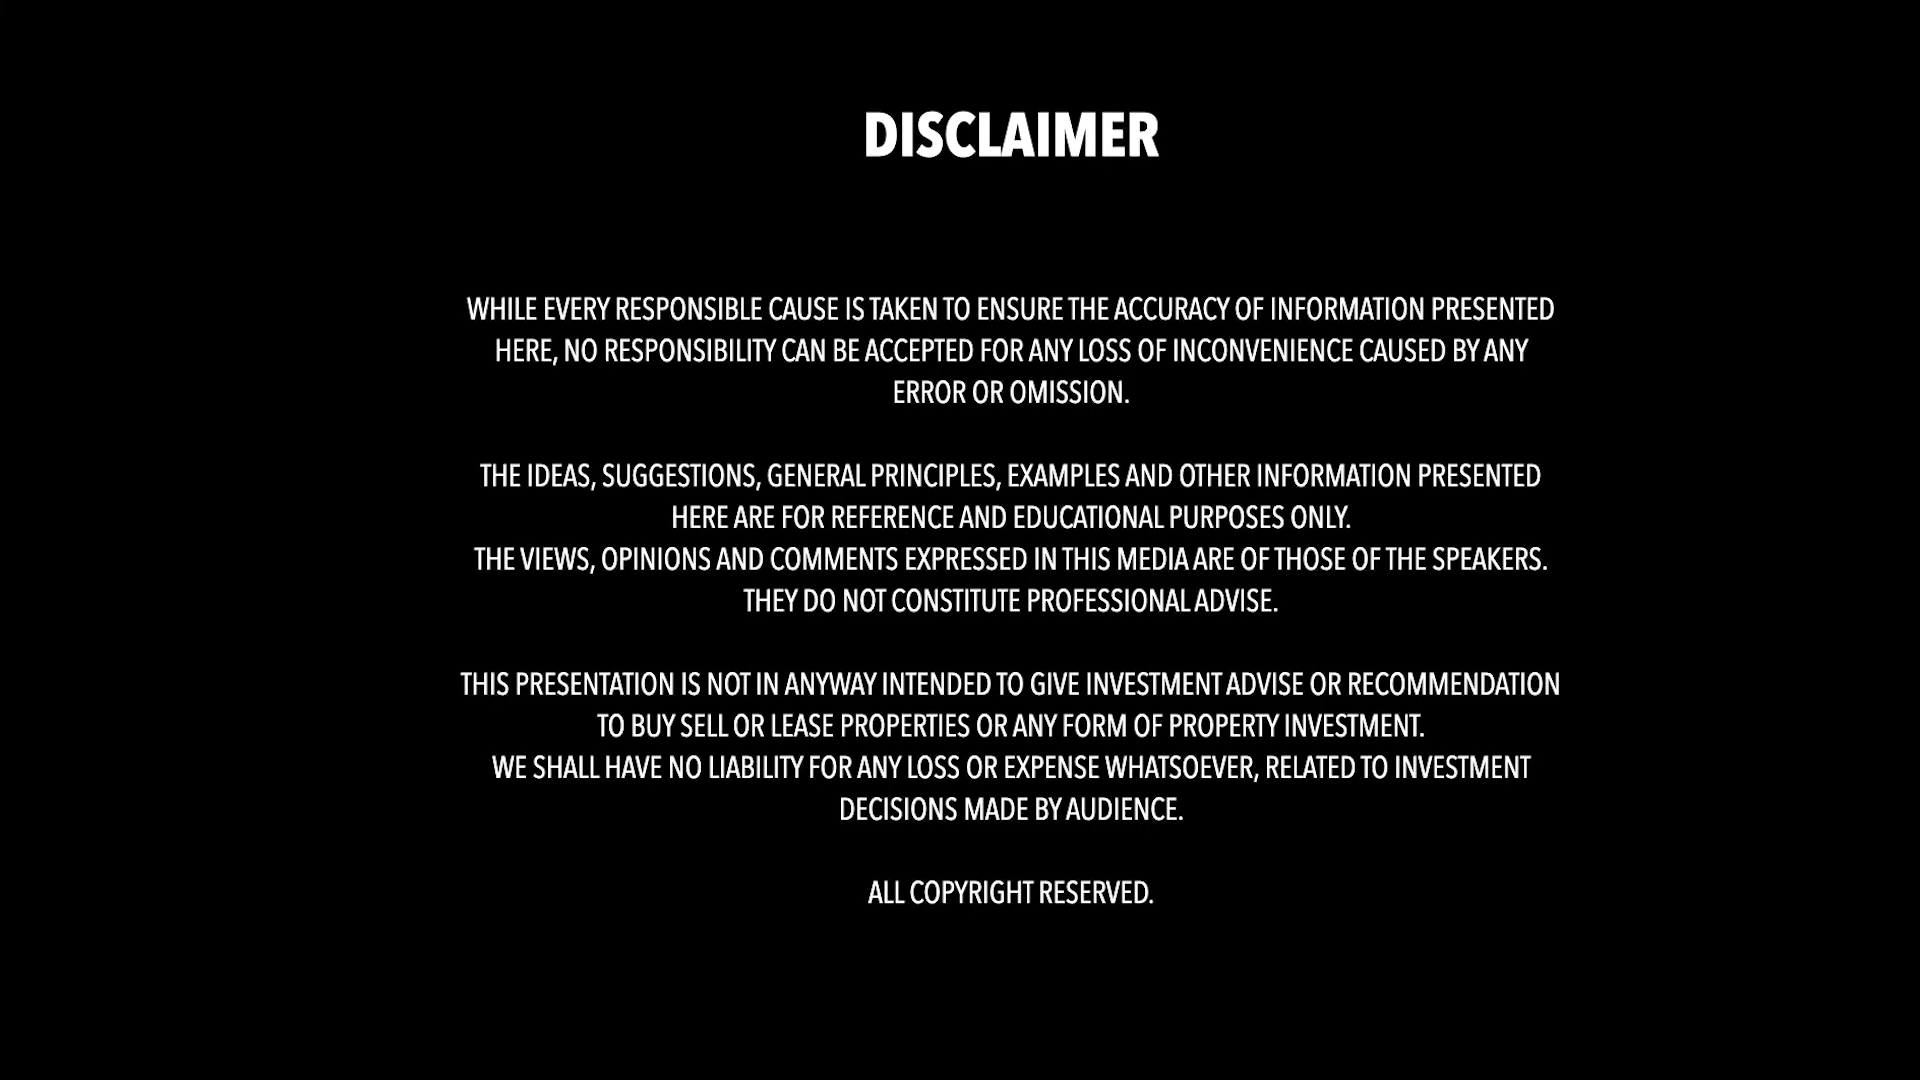 DISCLAIMER
WHILE EVERY RESPONSIBLE CAUSE IS TAKEN TO ENSURE THE ACCURACY OF INFORMATION PRESENTED
HERE, NO RESPONSIBILITY CAN BE ACCEPTED FOR ANY LOSS OF INCONVENIENCE CAUSED BY ANY
ERROR OR OMISSION.
THE IDEAS, SUGGESTIONS, GENERAL PRINCIPLES, EXAMPLES AND OTHER INFORMATION PRESENTED
HERE ARE FOR REFERENCE AND EDUCATIONAL PURPOSES ONLY.
THE VIEWS, OPINIONS AND COMMENTS EXPRESSED IN THIS MEDIA ARE OF THOSE OF THE SPEAKERS.
THEY DO NOT CONSTITUTE PROFESSIONAL ADVISE.
THIS PRESENTATION IS NOT IN ANYWAY INTENDED TO GIVE INVESTMENT ADVISE OR RECOMMENDATION
TO BUY SELL OR LEASE PROPERTIES OR ANY FORM OF PROPERTY INVESTMENT.
WE SHALL HAVE NO LIABILITY FOR ANY LOSS OR EXPENSE WHATSOEVER, RELATED TO INVESTMENT
DECISIONS MADE BY AUDIENCE.
ALL COPYRIGHT RESERVED.